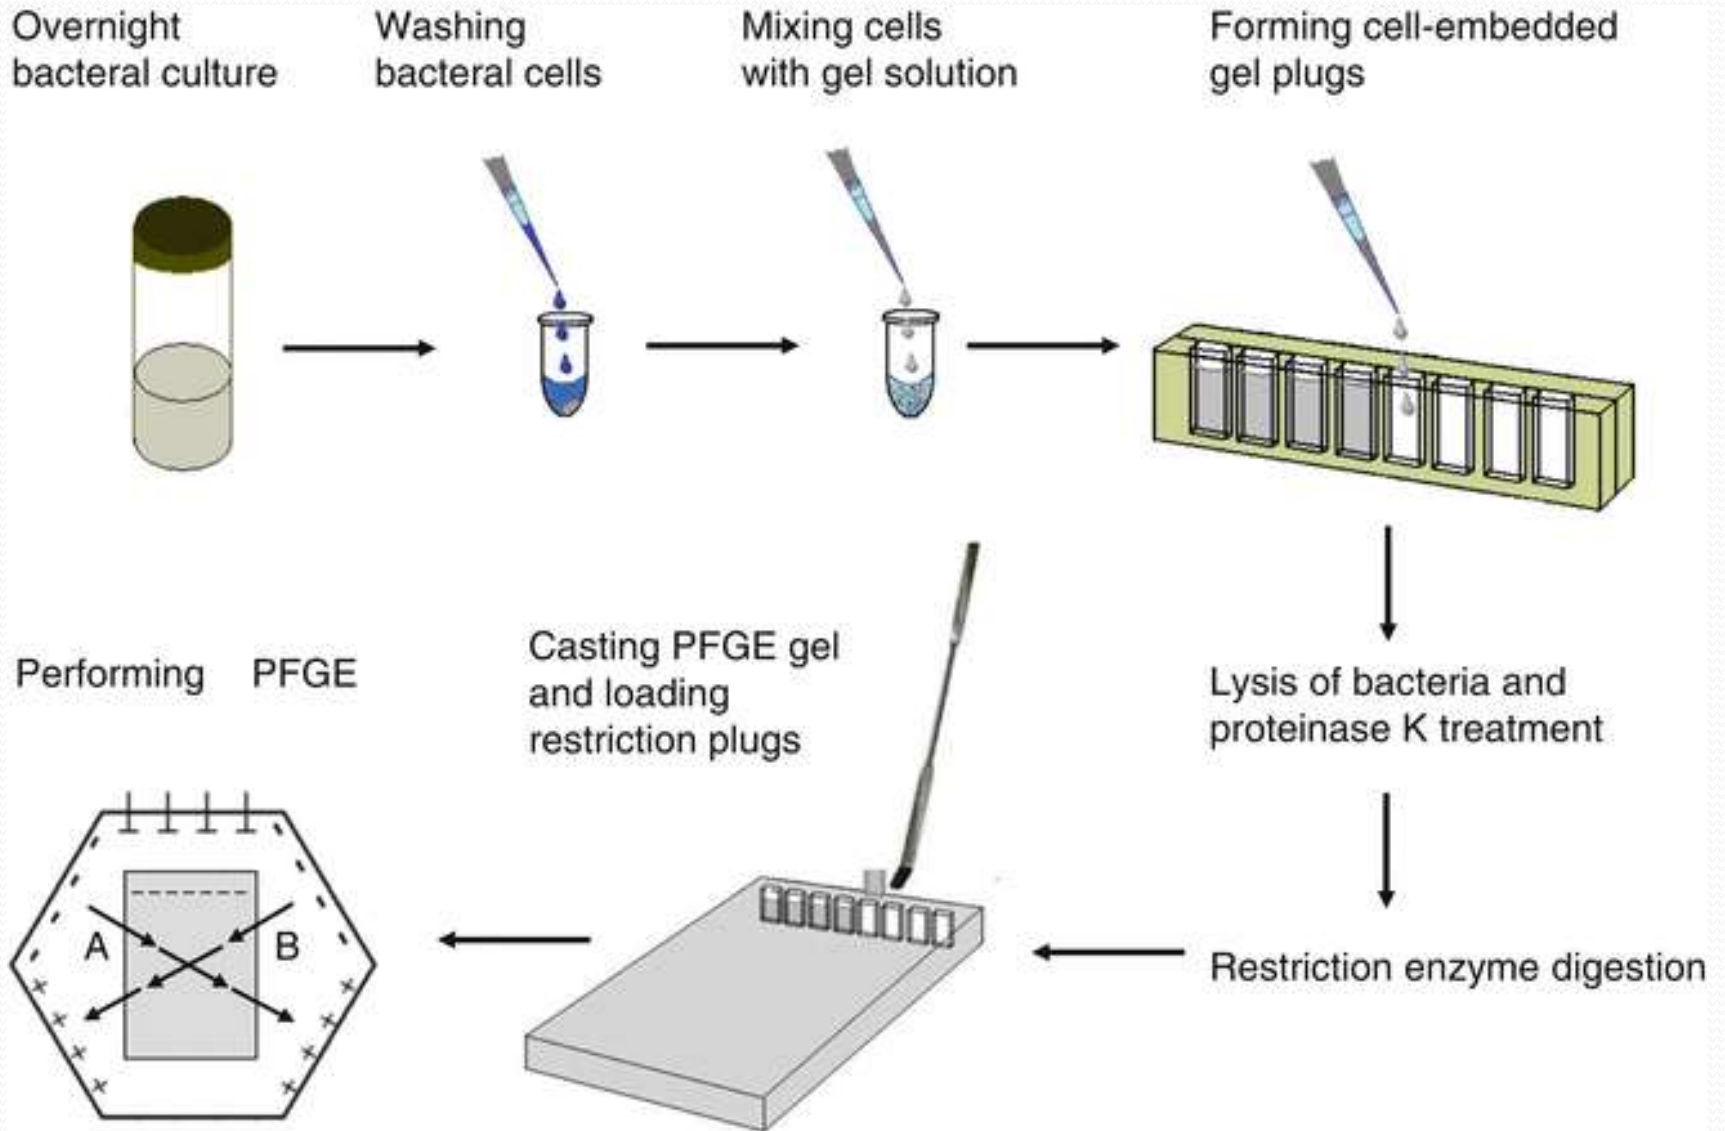 Overnight
bacteral culture
Washing
bacteral cells
Mixing cells
with gel solution
Forming cell-embedded
gel plugs
Lysis of bacteria and
proteinase K treatment
Restriction enzyme digestion
Casting PFGE gel
and loading
restriction plugs
Performing PFGE
A B